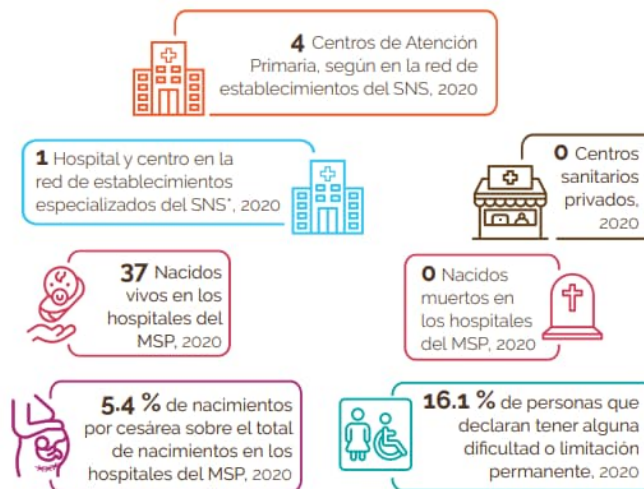 4 Centros de Atención
Primaria, según en la red de
establecimientos del SNS, 2020
1 Hospital y centro en la
red de establecimientos
especializados del SNS*, 2020
0 Centros
sanitarios
privados,
2020
37 Nacidos
vivos en los
hospitales del
MSP, 2020
0 Nacidos
muertos en
los hospitales
del MSP, 2020
5.4 % de nacimientos
por cesárea sobre el total
de nacimientos en los
hospitales del MSP, 2020
16.1 % de personas que
declaran tener alguna
dificultad o limitación
permanente, 2020